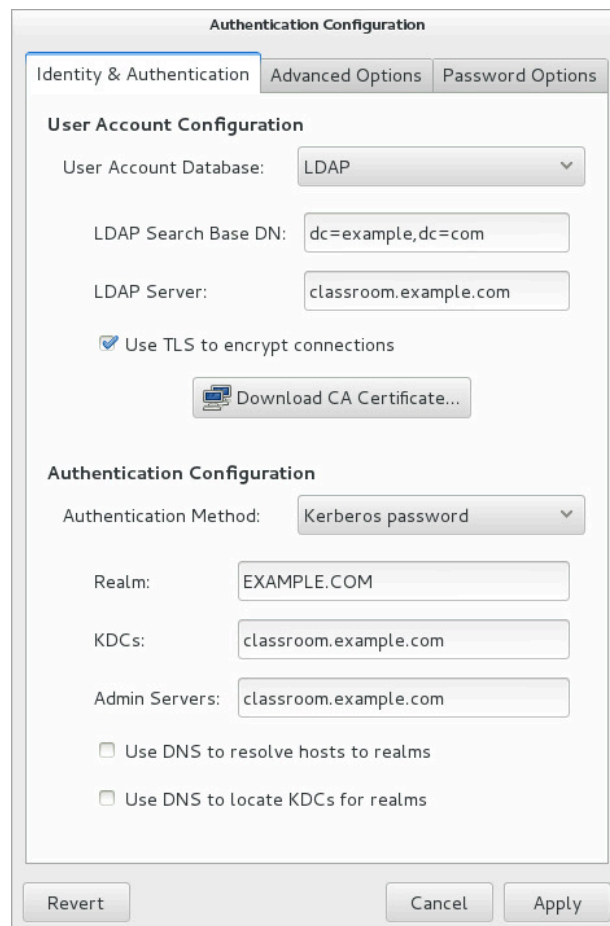 Authentication Configuration
Identity & Authentication
Advanced Options
Password Options
User Account Configuration
User Account Database: LDAP
LDAP Search Base DN: dc=example,dc=com
LDAP Server: classroom.example.com
Use TLS to encrypt connections
Download CA Certificate...
Authentication Configuration
Authentication Method: Kerberos password
Realm: EXAMPLE.COM
KDCs: classroom.example.com
Admin Servers: classroom.example.com
Use DNS to resolve hosts to realms
Use DNS to locate KDCs for realms
Revert
Cancel
Apply